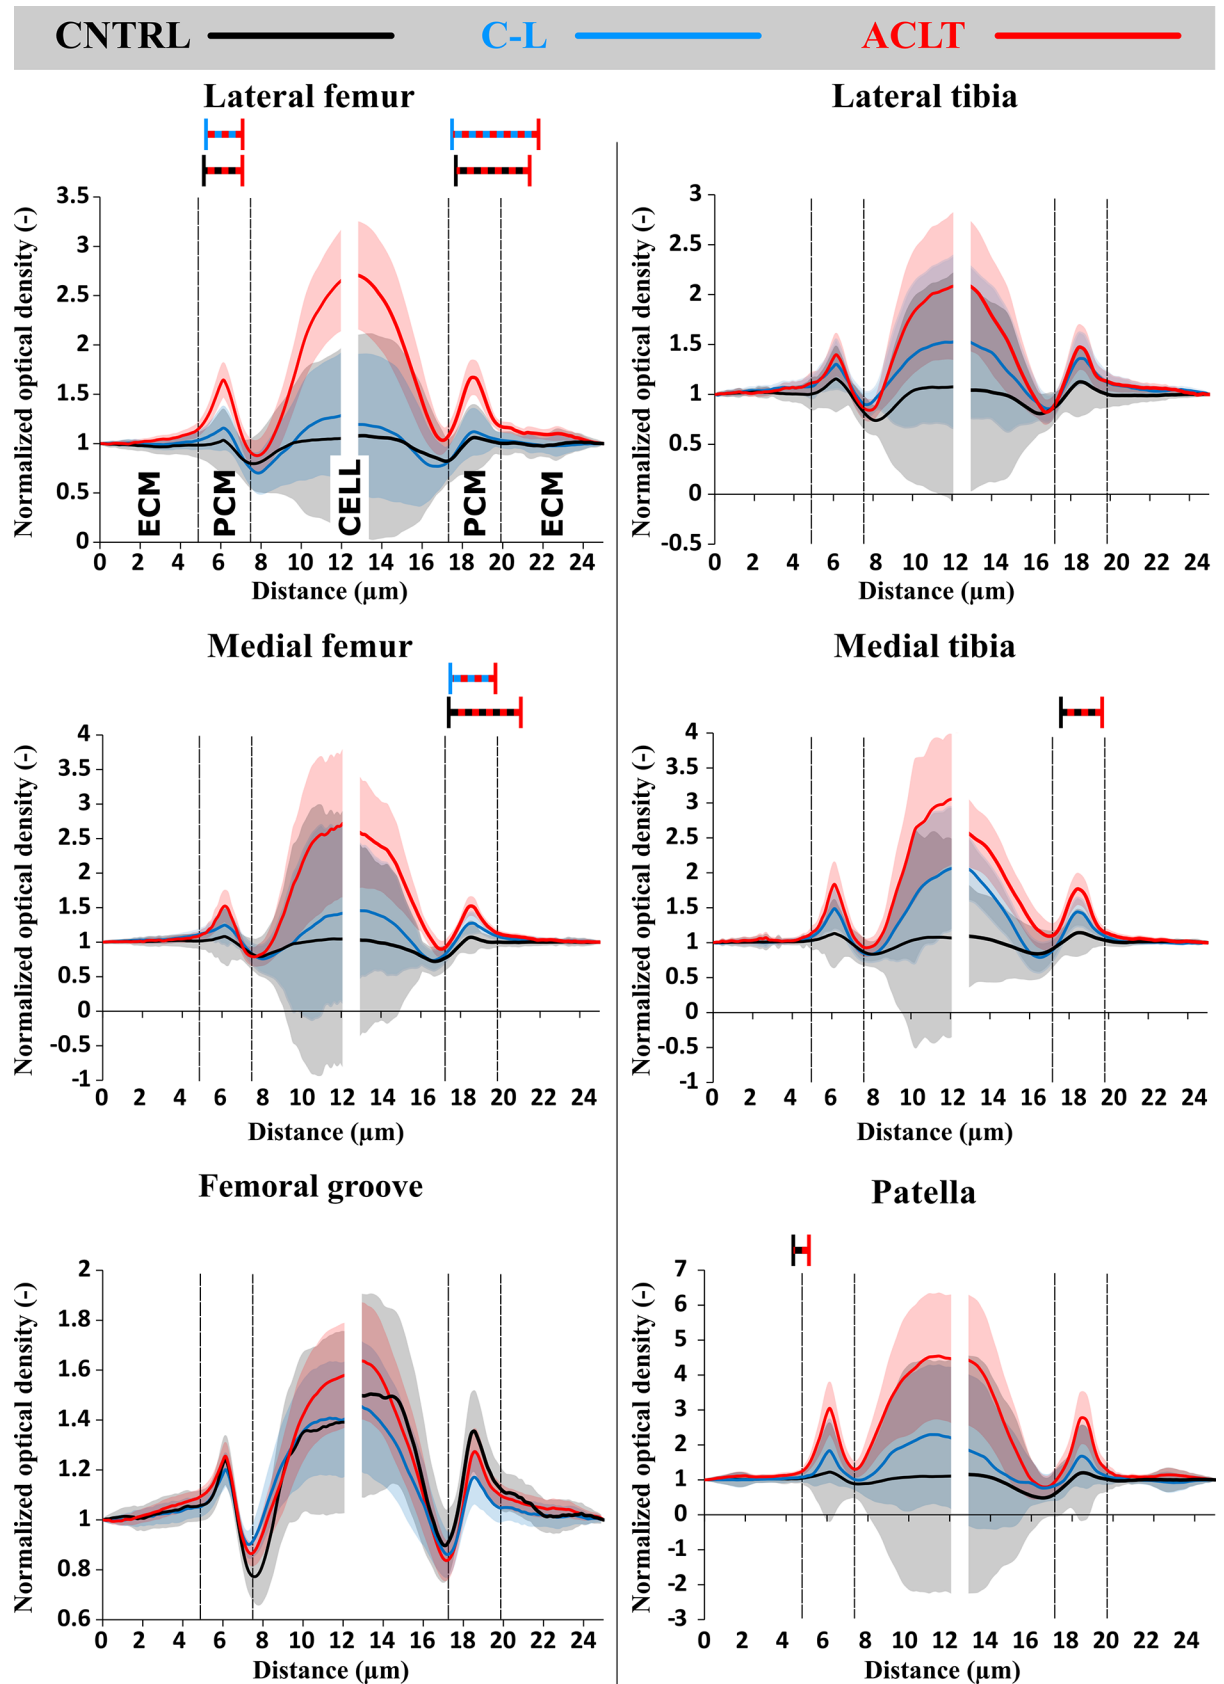 CNTRL C-L ACLT
Lateral femur
Normalized optical density (-)
3.5
3
2.5
2
1.5
1
0.5
0
ECM PCM CELL PCM ECM
0 2 4 6 8 10 12 14 16 18 20 22 24
Distance (µm)
Lateral tibia
Normalized optical density (-)
3
2.5
2
1.5
1
0.5
0
-0.5
0 2 4 6 8 10 12 14 16 18 20 22 24
Distance (µm)
Medial femur
Normalized optical density (-)
4
3.5
3
2.5
2
1.5
1
0.5
0
-0.5
-1
0 2 4 6 8 10 12 14 16 18 20 22 24
Distance (µm)
Medial tibia
Normalized optical density (-)
4
3.5
3
2.5
2
1.5
1
0.5
0
-0.5
-1
0 2 4 6 8 10 12 14 16 18 20 22 24
Distance (µm)
Femoral groove
Normalized optical density (-)
2
1.8
1.6
1.4
1.2
1
0.8
0.6
0 2 4 6 8 10 12 14 16 18 20 22 24
Distance (µm)
Patella
Normalized optical density (-)
7
6
5
4
3
2
1
0
-1
-2
-3
0 2 4 6 8 10 12 14 16 18 20 22 24
Distance (µm)